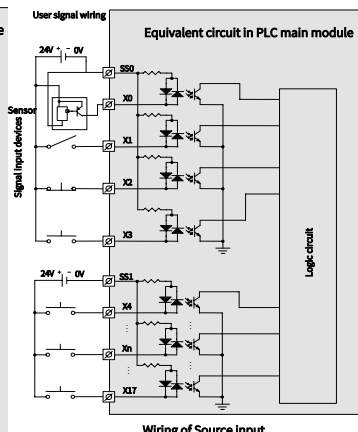 e
User signal wiring
Equivalent circuit in PLC main module
24V + - 0V
SS0
Sensor
X0
X1
Signal input devices
X2
X3
Logic circuit
24V + - 0V
SS1
X4
Xn
X17
Wiring of Source input